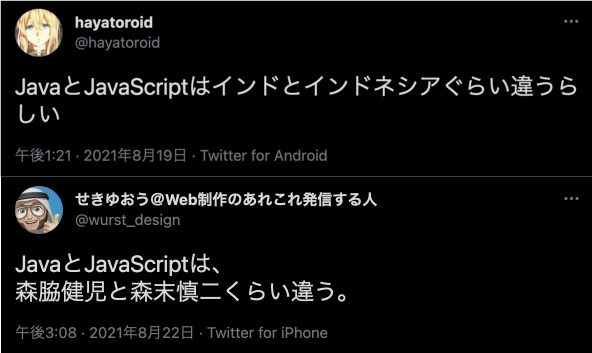 hayatoroid
@hayatoroid
JavaとJavaScriptはインドとインドネシアぐらい違うら
しい
午後1:21 · 2021年8月19日 · Twitter for Android
せきゆおう@Web制作のあれこれ発信する人
@wurst_design
JavaとJavaScriptは、
森脇健児と森末慎二くらい違う。
午後3:08 · 2021年8月22日 · Twitter for iPhone